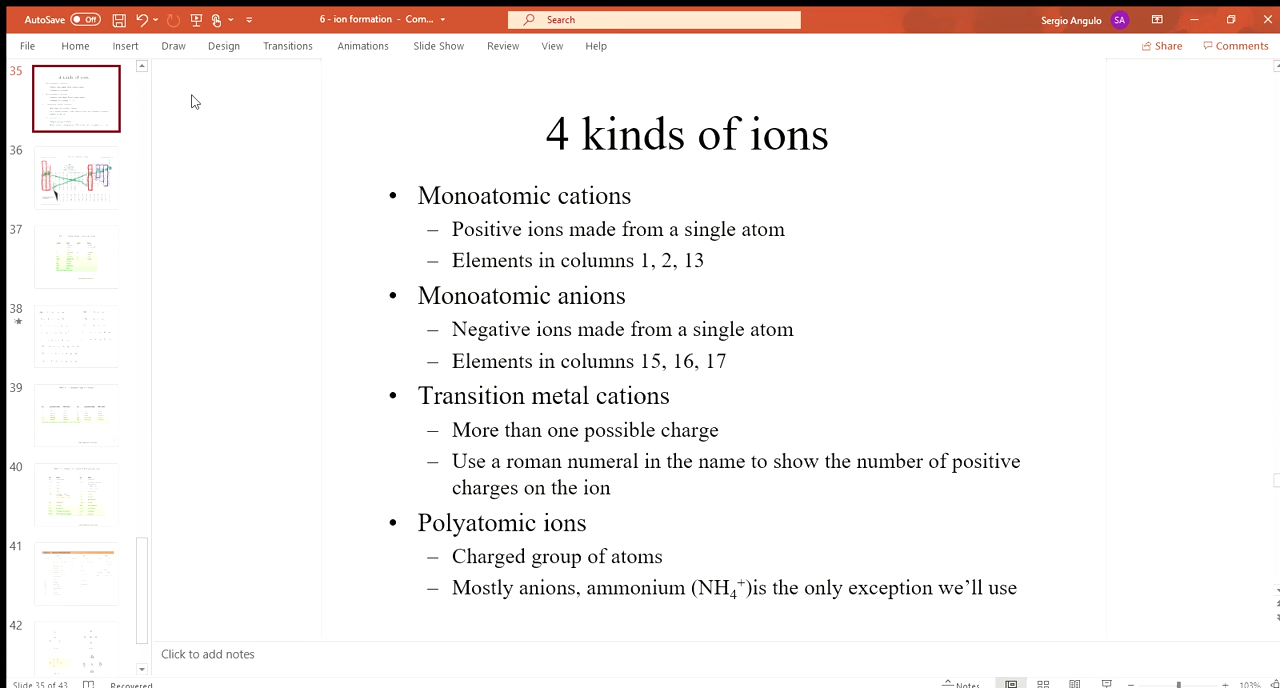 AutoSave Off 6 - ion formation - Com... Search Sergio Angulo SA
File Home Insert Draw Design Transitions Animations Slide Show Review View Help Share Comments
35
36
37
38
39
40
41
42
4 kinds of ions
• Monoatomic cations
– Positive ions made from a single atom
– Elements in columns 1, 2, 13
• Monoatomic anions
– Negative ions made from a single atom
– Elements in columns 15, 16, 17
• Transition metal cations
– More than one possible charge
– Use a roman numeral in the name to show the number of positive
charges on the ion
• Polyatomic ions
– Charged group of atoms
– Mostly anions, ammonium (NH₄⁺)is the only exception we'll use
Click to add notes
Slide 35 of 43 Recovered Notes 103%